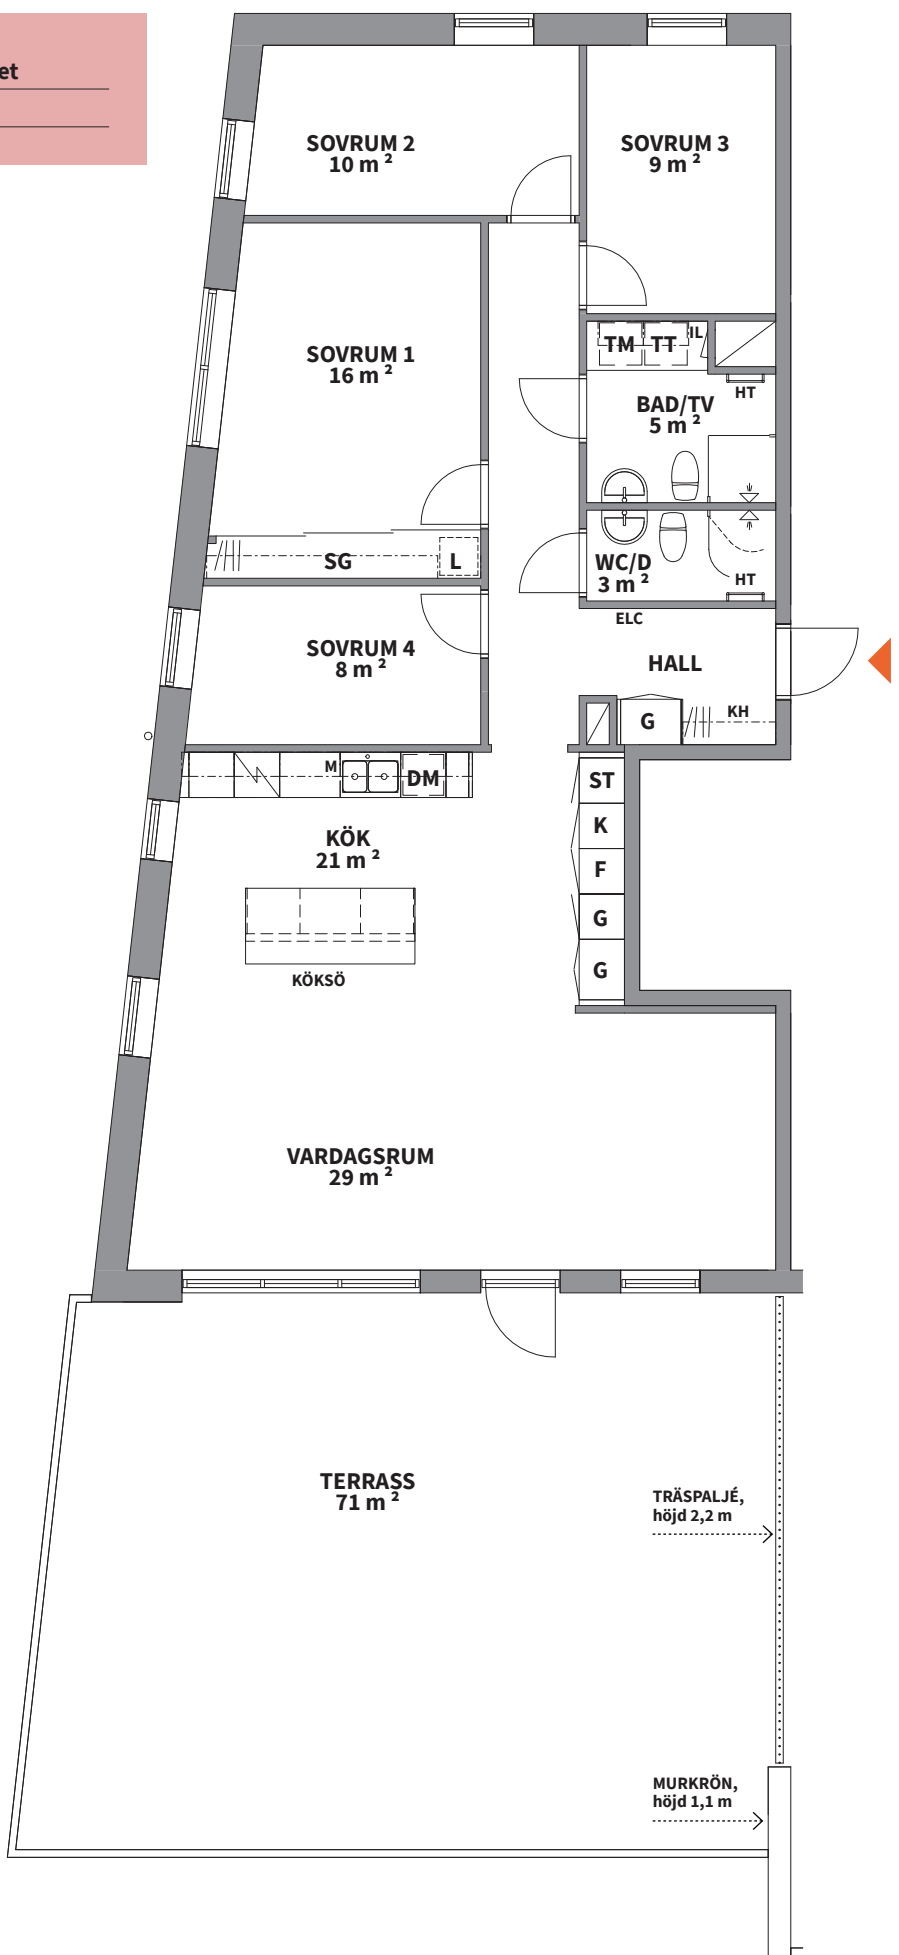 et
SOVRUM 2
10 m²
SOVRUM 3
9 m²
SOVRUM 1
16 m²
TM
TT
IL
HT
BAD/TV
5 m²
SG
L
WC/D
3 m²
HT
ELC
SOVRUM 4
8 m²
HALL
G
KH
M
DM
ST
KÖK
21 m²
K
F
G
G
KÖKSÖ
VARDAGSRUM
29 m²
TERRASS
71 m²
TRÄSPALJÉ,
höjd 2,2 m
MURKRÖN,
höjd 1,1 m